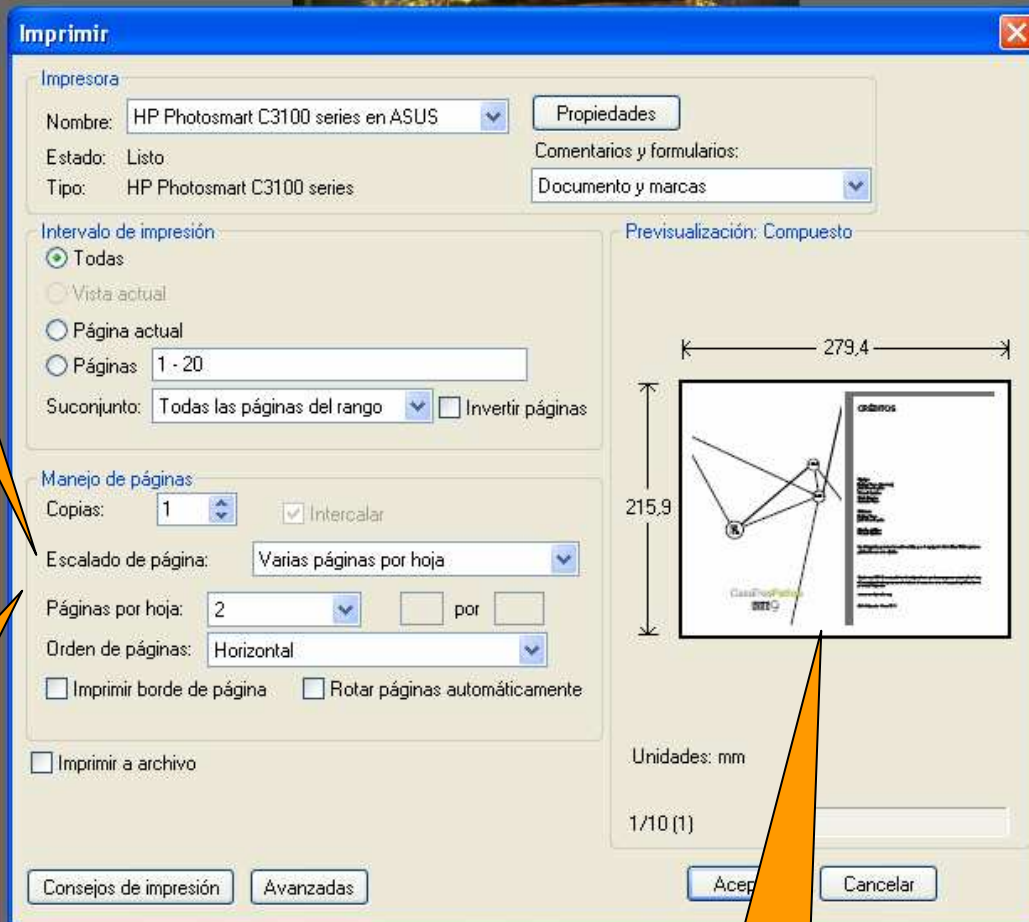 Imprimir
Impresora
Nombre: HP Photosmart C3100 series en ASUS
Propiedades
Estado: Listo
Comentarios y formularios:
Tipo: HP Photosmart C3100 series
Documento y marcas
Intervalo de impresión
Todas
Vista actual
Página actual
Páginas 1 - 20
Suconjunto: Todas las páginas del rango Invertir páginas
Manejo de páginas
Copias: 1 Intercalar
Escalado de página: Varias páginas por hoja
Páginas por hoja: 2 por
Orden de páginas: Horizontal
Imprimir borde de página Rotar páginas automáticamente
Imprimir a archivo
Previsualización: Compuesto
279,4
215,9
CRÉDITOS
Unidades: mm
1/10 (1)
Consejos de impresión Avanzadas
Acep Cancelar